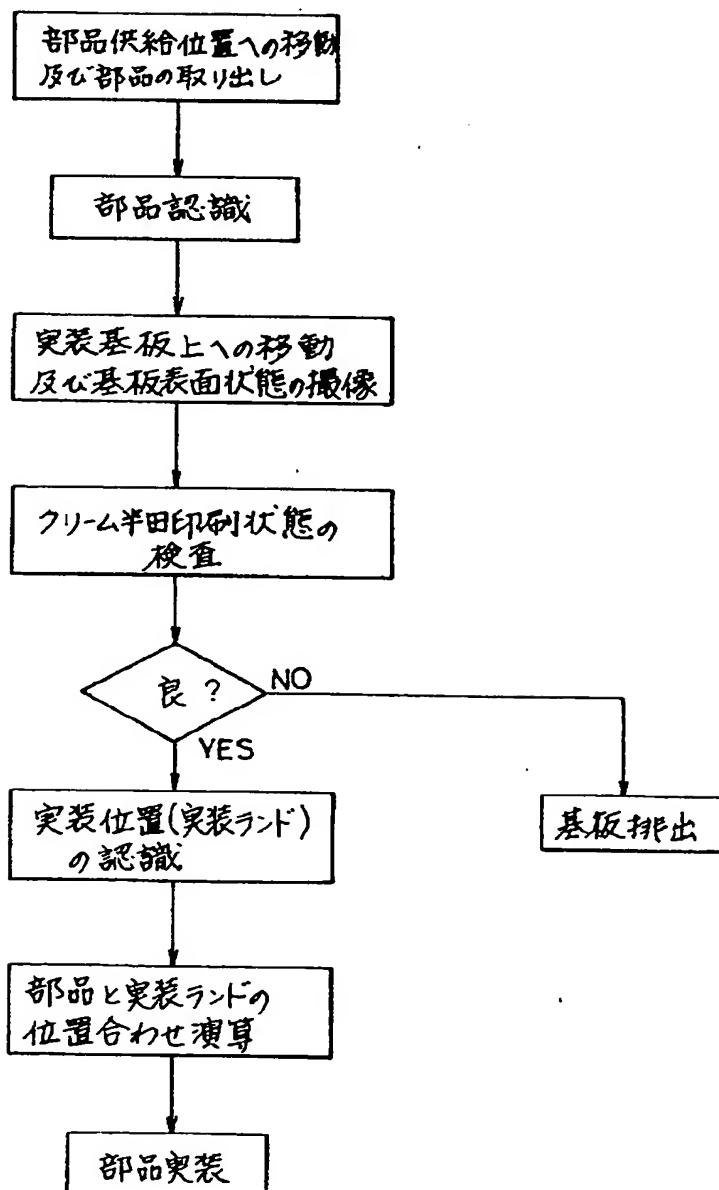 部品供給位置への移動
及び部品の取り出し
部品認識
実装基板上への移動
及び基板表面状態の撮像
クリーム半田印刷状態の
検査
良?
NO
YES
実装位置(実装ランド)
の認識
基板排出
部品と実装ランドの
位置合わせ演算
部品実装